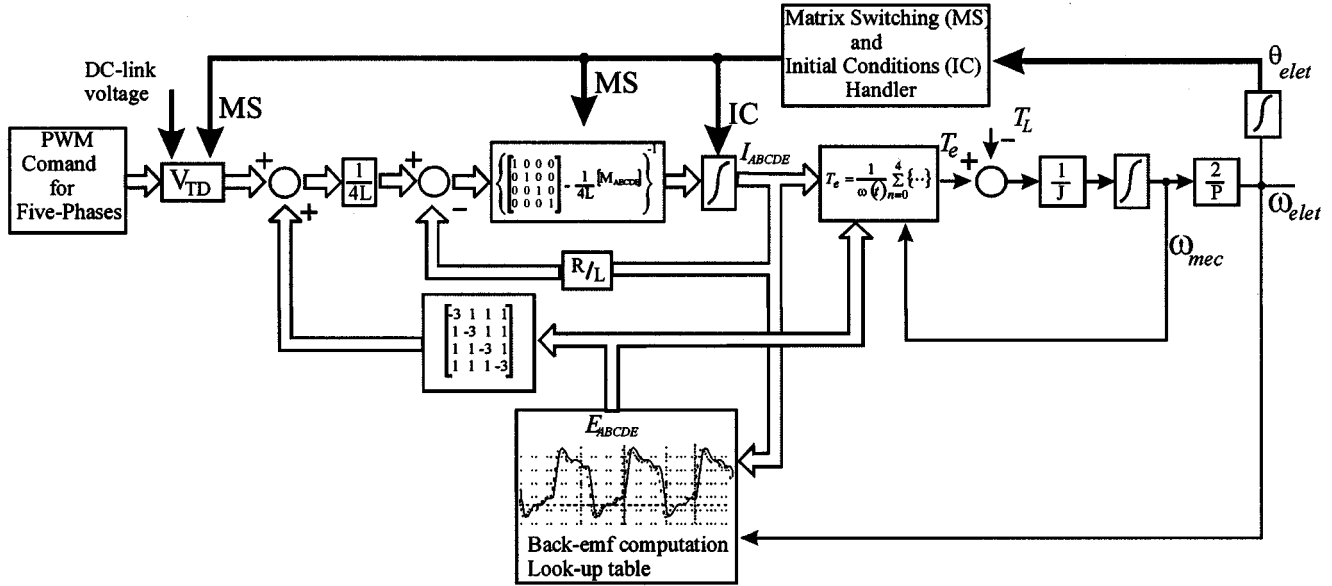 Matrix Switching (MS)
and
Initial Conditions (IC)
Handler
θelet
DC-link
voltage
MS
MS
IC
PWM
Comand
for
Five-Phases
VTD
+
+
1/4L
+
-
{[1 0 0 0
0 1 0 0
0 0 1 0
0 0 0 1] - 1/4L [MABCDE]}-1
∫
IABCDE
Te = 1/ω(t) 4∑n=0 {··}
Te
+
-
TL
1/J
∫
2/P
∫
ωelet
ωmec
R/L
[-3 1 1 1
1 -3 1 1
1 1 -3 1
1 1 1 -3]
EABCDE
Back-emf computation
Look-up table